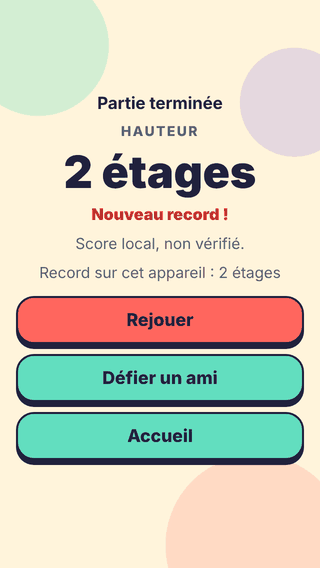 Partie terminée
HAUTEUR
2 étages
Nouveau record !
Score local, non vérifié.
Record sur cet appareil : 2 étages
Rejouer
Défier un ami
Accueil